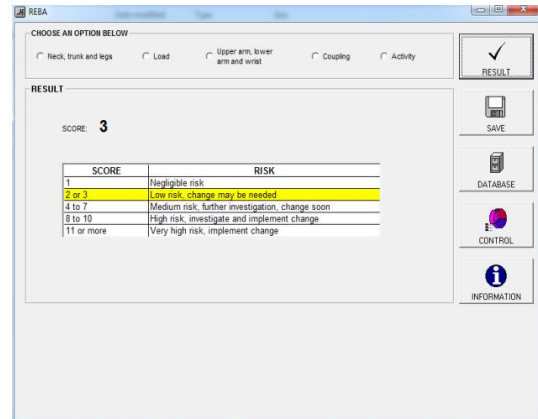 REBA
CHOOSE AN OPTION BELOW
Neck, trunk and legs
Load
Upper arm, lower
arm and wrist
Coupling
Activity
RESULT
RESULT
SCORE: 3
SAVE
SCORE RISK
1 Negligible risk
2 or 3 Low risk, change may be needed
4 to 7 Medium risk, further investigation, change soon
8 to 10 High risk, investigate and implement change
11 or more Very high risk, implement change
DATABASE
CONTROL
INFORMATION